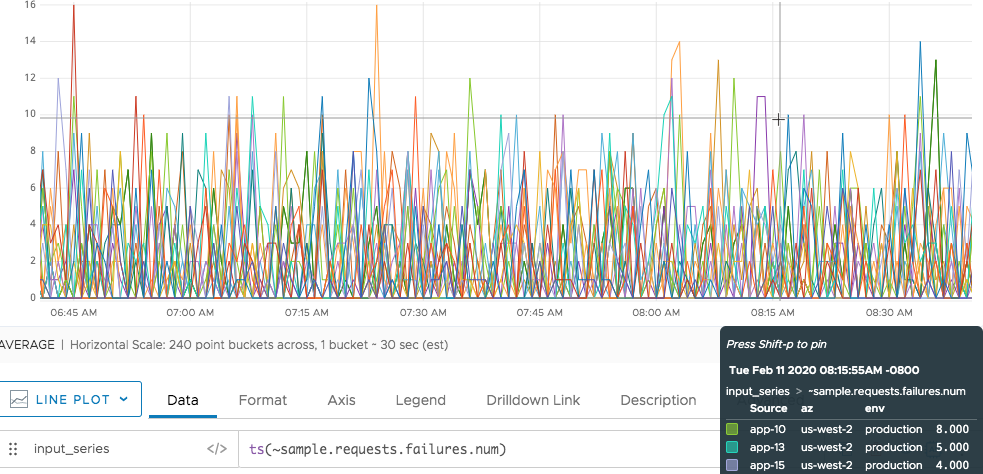 16
14
12
10
8
6
4
2
0
06:45 AM 07:00 AM 07:15 AM 07:30 AM 07:45 AM 08:00 AM 08:15 AM 08:30 AM
AVERAGE | Horizontal Scale: 240 point buckets across, 1 bucket ~ 30 sec (est)
LINE PLOT Data Format Axis Legend Drilldown Link Description
input_series </> ts(~sample.requests.failures.num)
Press Shift-p to pin
Tue Feb 11 2020 08:15:55AM -0800
input_series > ~sample.requests.failures.num
Source az env
app-10 us-west-2 production 8.000
app-13 us-west-2 production 5.000
app-15 us-west-2 production 4.000